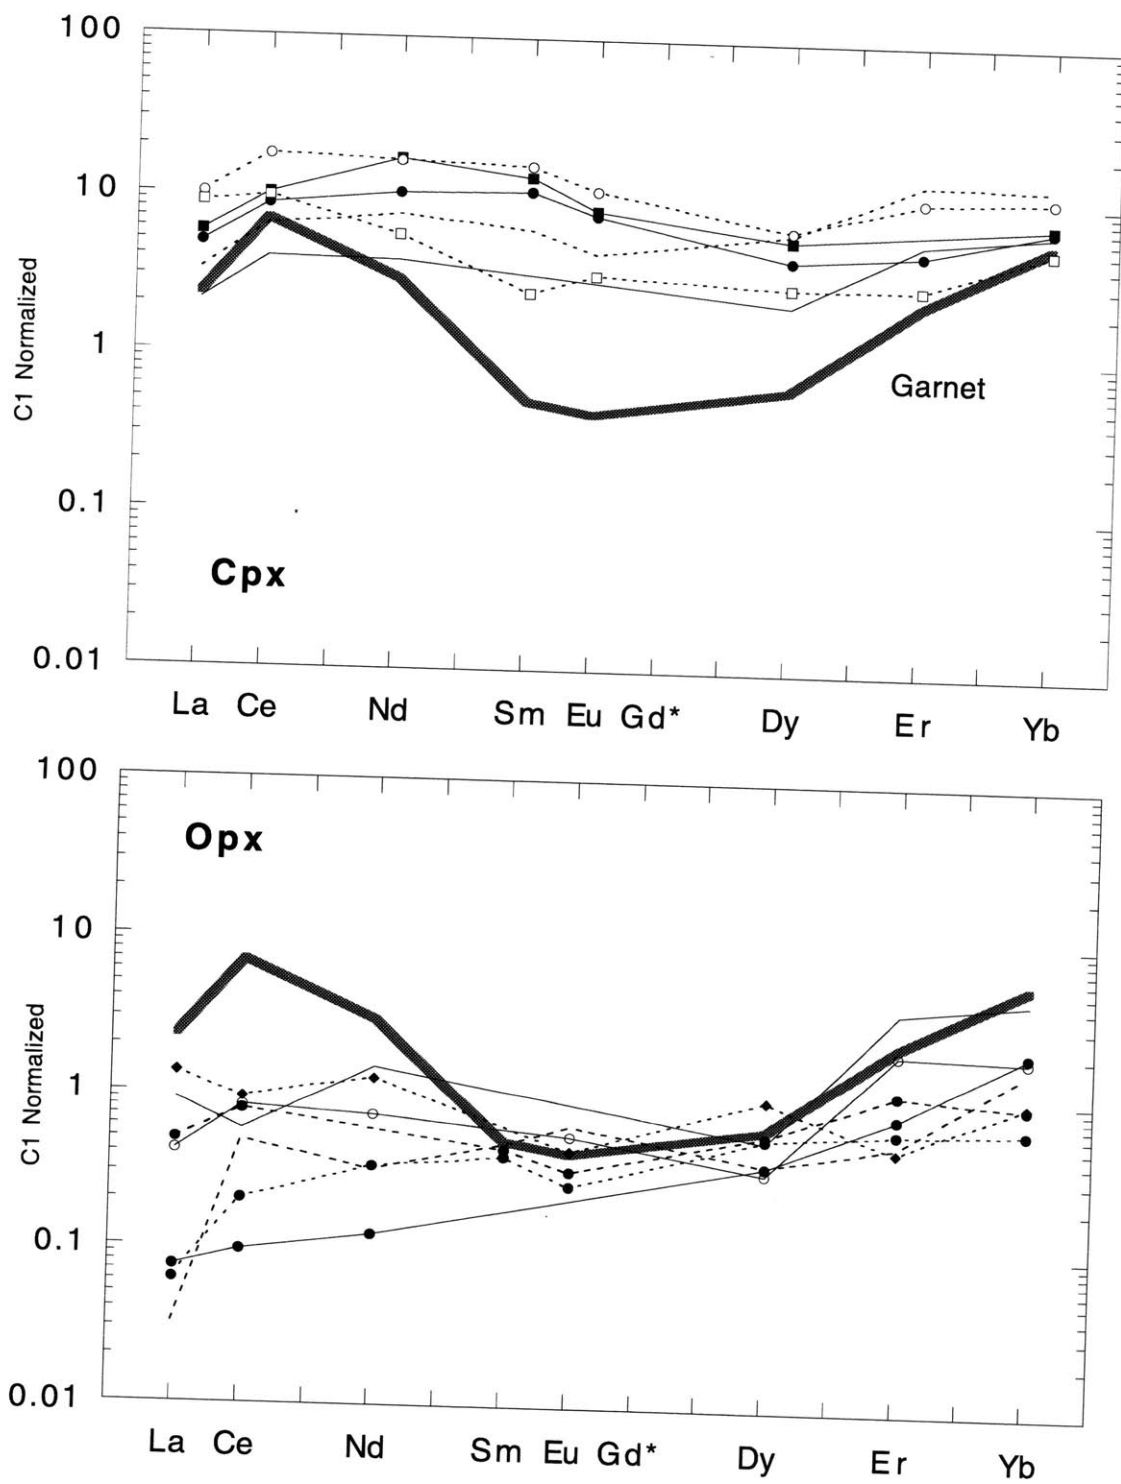 100
10
1
0.1
0.01
C1 Normalized
Garnet
Cpx
La Ce Nd Sm Eu Gd* Dy Er Yb
100
10
1
0.1
0.01
C1 Normalized
Opx
La Ce Nd Sm Eu Gd* Dy Er Yb